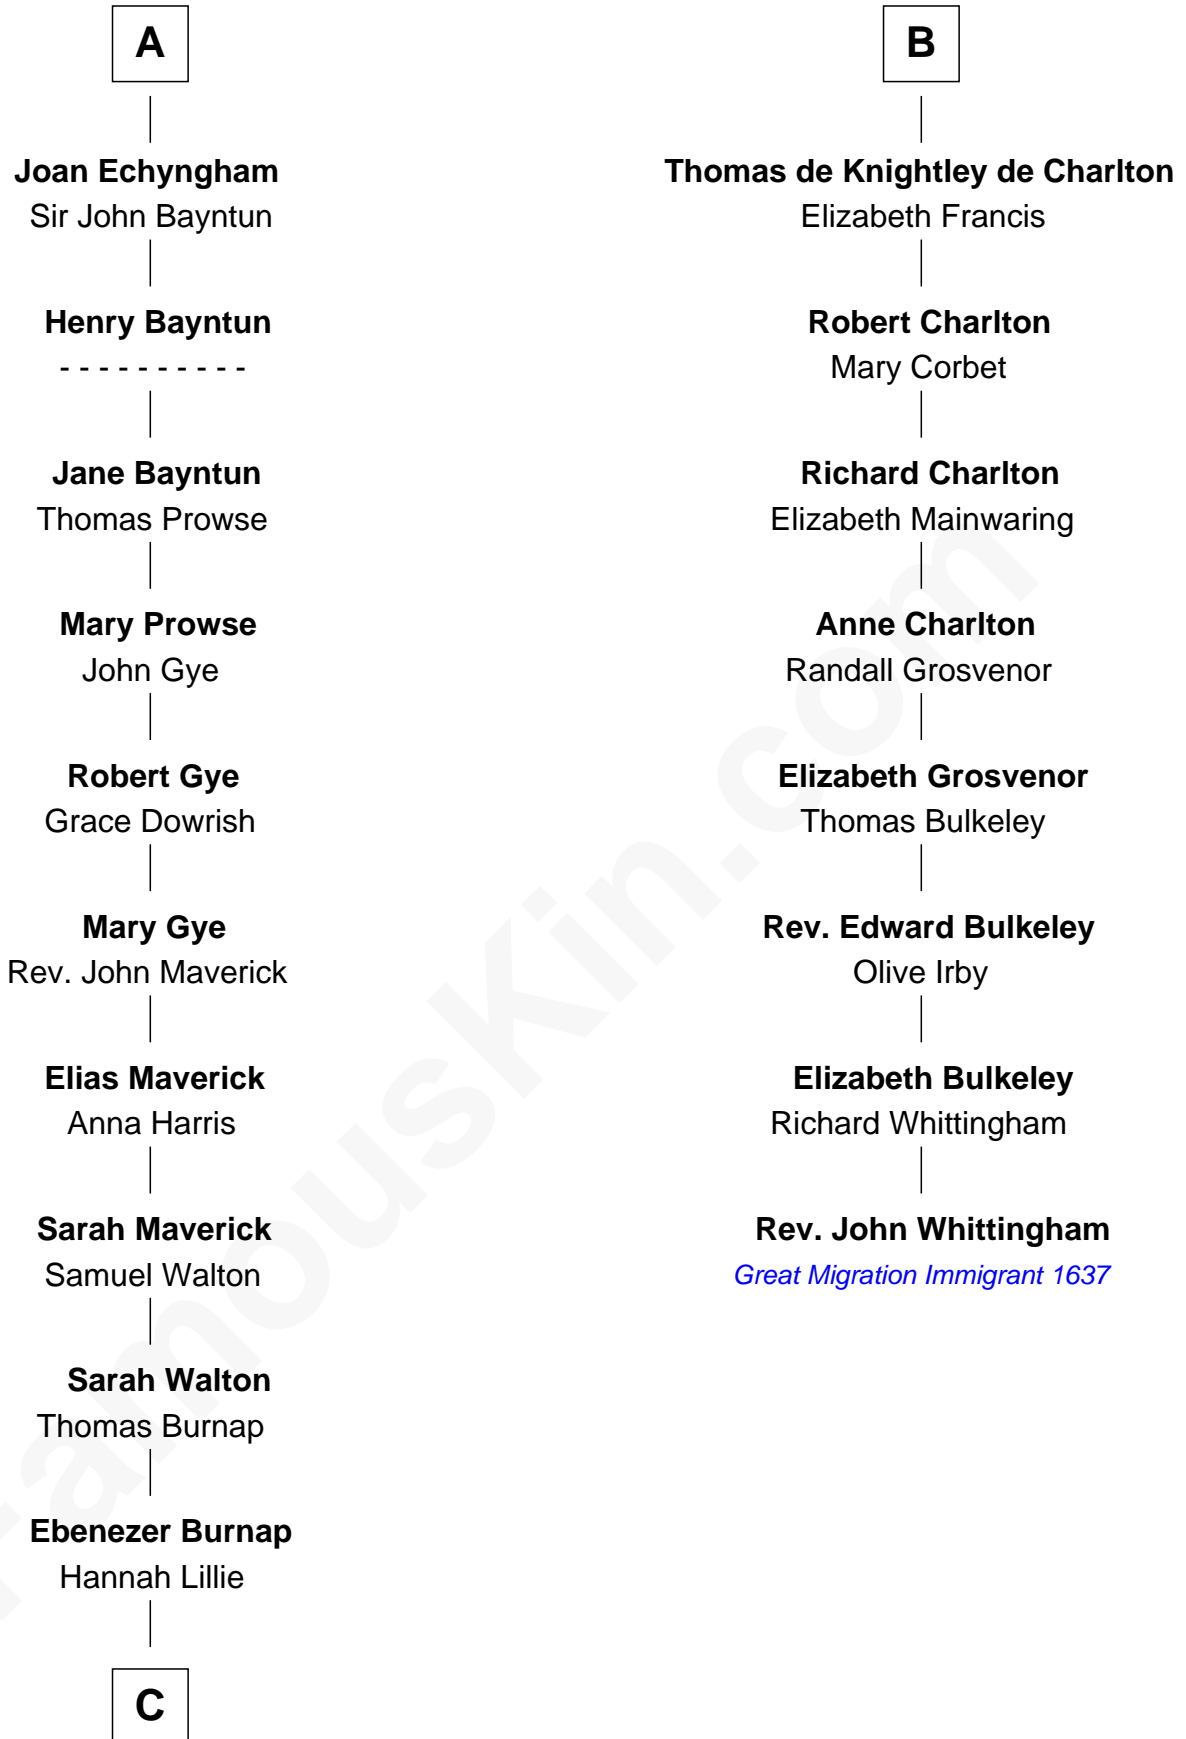 A
Joan Echyngham
Sir John Bayntun
Henry Bayntun
- - - - - - - - - -
Jane Bayntun
Thomas Prowse
Mary Prowse
John Gye
Robert Gye
Grace Dowrish
Mary Gye
Rev. John Maverick
Elias Maverick
Anna Harris
Sarah Maverick
Samuel Walton
Sarah Walton
Thomas Burnap
Ebenezer Burnap
Hannah Lillie
C
B
Thomas de Knightley de Charlton
Elizabeth Francis
Robert Charlton
Mary Corbet
Richard Charlton
Elizabeth Mainwaring
Anne Charlton
Randall Grosvenor
Elizabeth Grosvenor
Thomas Bulkeley
Rev. Edward Bulkeley
Olive Irby
Elizabeth Bulkeley
Richard Whittingham
Rev. John Whittingham
Great Migration Immigrant 1637
FamousKin.com